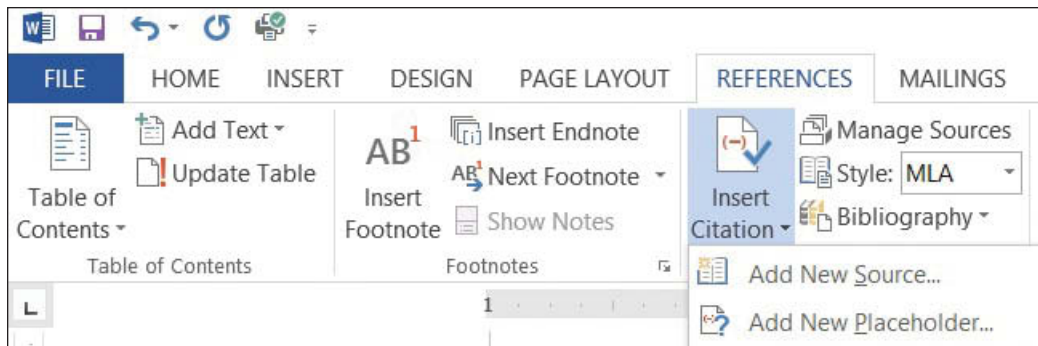 FILE HOME INSERT DESIGN PAGE LAYOUT REFERENCES MAILINGS
Table of
Contents
Add Text
Update Table
Table of Contents
AB1
Insert
Footnote
Insert Endnote
AB1 Next Footnote
Show Notes
Footnotes
Insert
Citation
Manage Sources
Style: MLA
Bibliography
Add New Source...
Add New Placeholder...
L
1